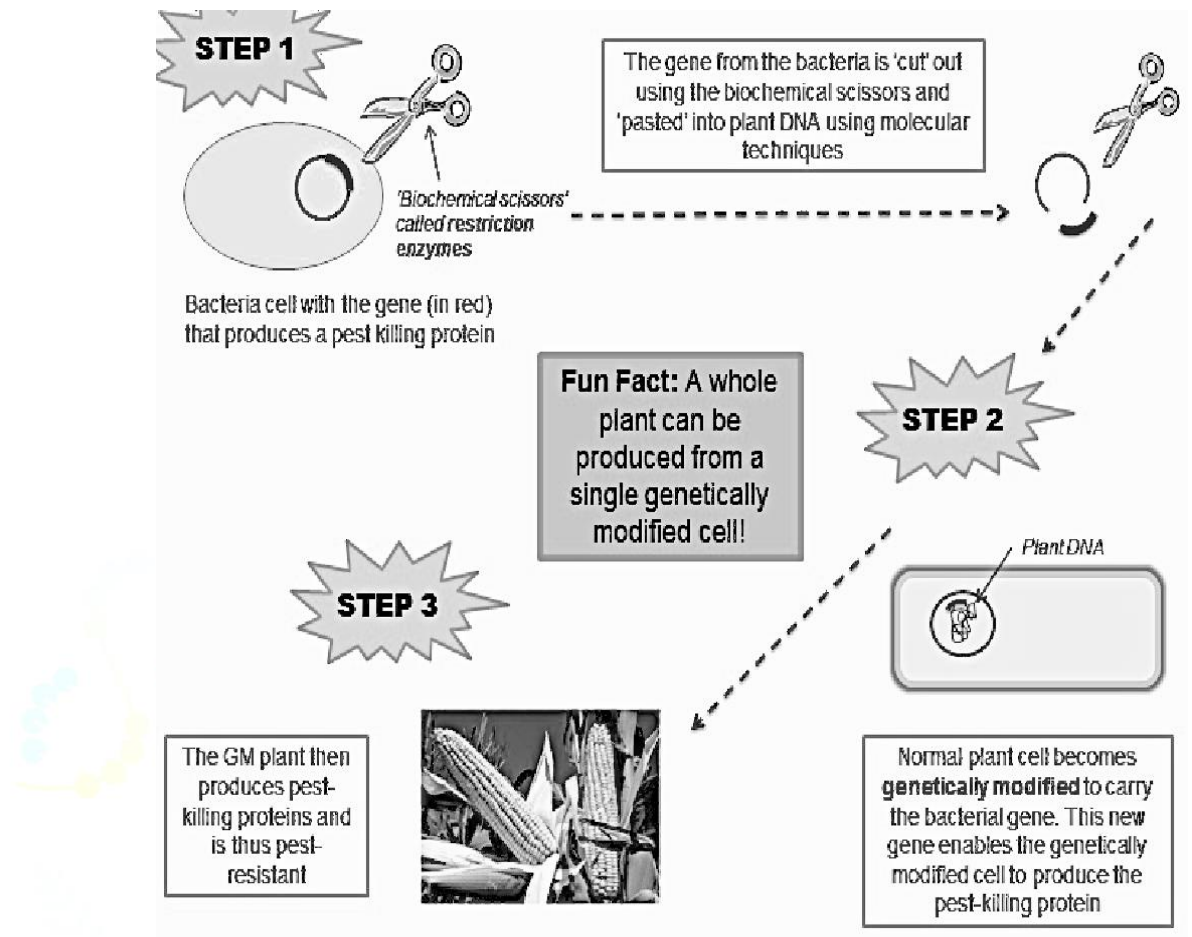 STEP 1
The gene from the bacteria is 'cut' out
using the biochemical scissors and
'pasted' into plant DNA using molecular
techniques
'Biochemical scissors'
called restriction
enzymes
Bacteria cell with the gene (in red)
that produces a pest killing protein
Fun Fact: A whole
plant can be
produced from a
single genetically
modified cell!
STEP 2
Plant DNA
Normal plant cell becomes
genetically modified to carry
the bacterial gene. This new
gene enables the genetically
modified cell to produce the
pest-killing protein
STEP 3
The GM plant then
produces pest-
killing proteins and
is thus pest-
resistant